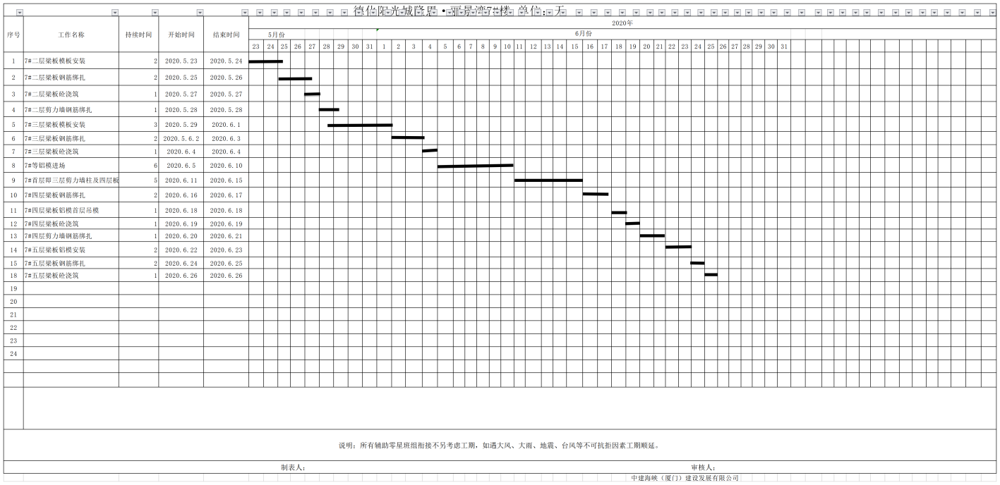 德化阳光城隆恩·丽景湾7#楼 单位：天
序号 工作名称 持续时间 开始时间 结束时间 2020年
5月份 6月份
23 24 25 26 27 28 29 30 31 1 2 3 4 5 6 7 8 9 10 11 12 13 14 15 16 17 18 19 20 21 22 23 24 25 26 27 28 29 30 31
1 7#二层梁板模板安装 2 2020.5.23 2020.5.24
2 7#二层梁板钢筋绑扎 2 2020.5.25 2020.5.26
3 7#二层梁板砼浇筑 1 2020.5.27 2020.5.27
4 7#二层剪力墙钢筋绑扎 1 2020.5.28 2020.5.28
5 7#三层梁板模板安装 3 2020.5.29 2020.6.1
6 7#三层梁板钢筋绑扎 2 2020.5.6.2 2020.6.3
7 7#三层梁板砼浇筑 1 2020.6.4 2020.6.4
8 7#等铝模进场 6 2020.6.5 2020.6.10
9 7#首层即三层剪力墙柱及四层板 5 2020.6.11 2020.6.15
10 7#四层梁板钢筋绑扎 2 2020.6.16 2020.6.17
11 7#四层梁板铝模首层吊模 1 2020.6.18 2020.6.18
12 7#四层梁板砼浇筑 1 2020.6.19 2020.6.19
13 7#四层剪力墙钢筋绑扎 1 2020.6.20 2020.6.21
14 7#五层梁板铝模安装 2 2020.6.22 2020.6.23
15 7#五层梁板钢筋绑扎 2 2020.6.24 2020.6.25
18 7#五层梁板砼浇筑 1 2020.6.26 2020.6.26
19
20
21
22
23
24
说明：所有辅助零星班组衔接不另考虑工期，如遇大风、大雨、地震、台风等不可抗拒因素工期顺延。
制表人： 审核人：
中建海峡（厦门）建设发展有限公司